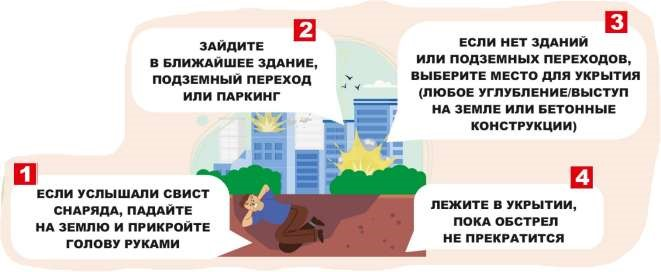 1
ЕСЛИ УСЛЫШАЛИ СВИСТ
СНАРЯДА, ПАДАЙТЕ
НА ЗЕМЛЮ И ПРИКРОЙТЕ
ГОЛОВУ РУКАМИ
2
ЗАЙДИТЕ
В БЛИЖАЙШЕЕ ЗДАНИЕ,
ПОДЗЕМНЫЙ ПЕРЕХОД
ИЛИ ПАРКИНГ
3
ЕСЛИ НЕТ ЗДАНИЙ
ИЛИ ПОДЗЕМНЫХ ПЕРЕХОДОВ,
ВЫБЕРИТЕ МЕСТО ДЛЯ УКРЫТИЯ
(ЛЮБОЕ УГЛУБЛЕНИЕ/ВЫСТУП
НА ЗЕМЛЕ ИЛИ БЕТОННЫЕ
КОНСТРУКЦИИ)
4
ЛЕЖИТЕ В УКРЫТИИ,
ПОКА ОБСТРЕЛ
НЕ ПРЕКРАТИТСЯ